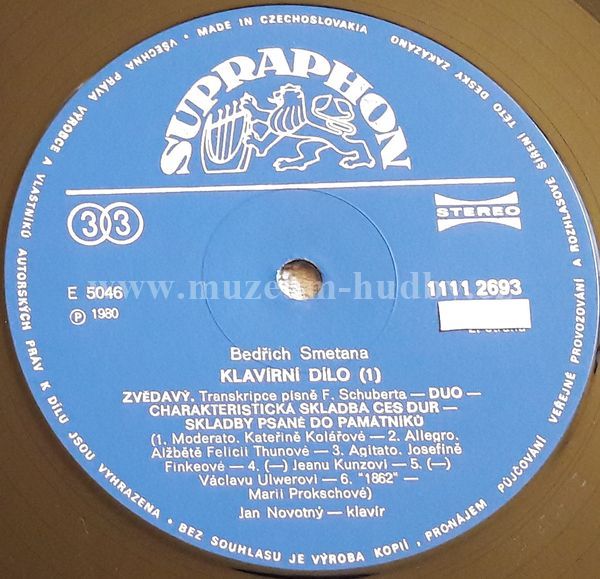 VŠECHNA PRÁVA VÝROBCE A VLASTNÍKŮ AUTORSKÝCH PRÁV K DÍLU JSOU VYHRAZENA • BEZ SOUHLASU JE VÝROBA KOPIÍ, PRONÁJEM PŮJČOVÁNÍ VEŘEJNÉ PROVOZOVÁNÍ A ROZHLASOVÉ ŠÍŘENÍ TÉTO DESKY ZAKÁZÁNO • MADE IN CZECHOSLOVAKIA •
SUPRAPHON
33
STEREO
www.muzeum-hudby.cz
E 5046
1111 2693
Ⓟ 1980
Bedřich Smetana
KLAVÍRNÍ DÍLO (1)
ZVĚDAVÝ. Transkripce písně F. Schuberta — DUO —
CHARAKTERISTICKÁ SKLADBA CES DUR —
SKLADBY PSANÉ DO PAMÁTNÍKŮ
(1. Moderato. Kateřině Kolářové — 2. Allegro.
Alžbětě Felicii Thunové — 3. Agitato. Josefině
Finkeové — 4. (—) Jeanu Kunzovi — 5. (—)
Václavu Ulwerovi — 6. "1862" —
Marii Prokschové)
Jan Novotný — klavír